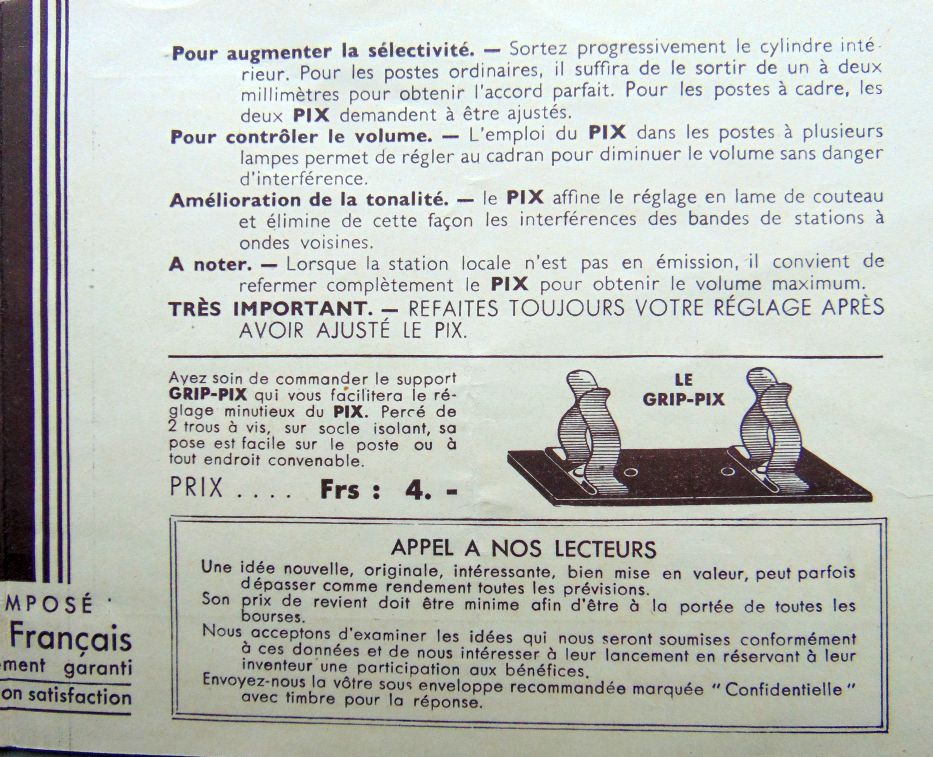 Pour augmenter la sélectivité. — Sortez progressivement le cylindre inté-
rieur. Pour les postes ordinaires, il suffira de le sortir de un à deux
millimètres pour obtenir l'accord parfait. Pour les postes à cadre, les
deux PIX demandent à être ajustés.
Pour contrôler le volume. — L'emploi du PIX dans les postes à plusieurs
lampes permet de régler au cadran pour diminuer le volume sans danger
d'interférence.
Amélioration de la tonalité. — le PIX affine le réglage en lame de couteau
et élimine de cette façon les interférences des bandes de stations à
ondes voisines.
A noter. — Lorsque la station locale n'est pas en émission, il convient de
refermer complètement le PIX pour obtenir le volume maximum.
TRÈS IMPORTANT. — REFAITES TOUJOURS VOTRE RÉGLAGE APRÈS
AVOIR AJUSTÉ LE PIX.
Ayez soin de commander le support
GRIP-PIX qui vous facilitera le ré-
glage minutieux du PIX. Percé de
2 trous à vis, sur socle isolant, sa
pose est facile sur le poste ou à
tout endroit convenable.
PRIX .... Frs : 4. -
LE
GRIP-PIX
APPEL A NOS LECTEURS
Une idée nouvelle, originale, intéressante, bien mise en valeur, peut parfois
dépasser comme rendement toutes les prévisions.
Son prix de revient doit être minime afin d'être à la portée de toutes les
bourses.
Nous acceptons d'examiner les idées qui nous seront soumises conformément
à ces données et de nous intéresser à leur lancement en réservant à leur
inventeur une participation aux bénéfices.
Envoyez-nous la vôtre sous enveloppe recommandée marquée "Confidentielle"
avec timbre pour la réponse.
MPOSÉ
Français
ment garanti
on satisfaction